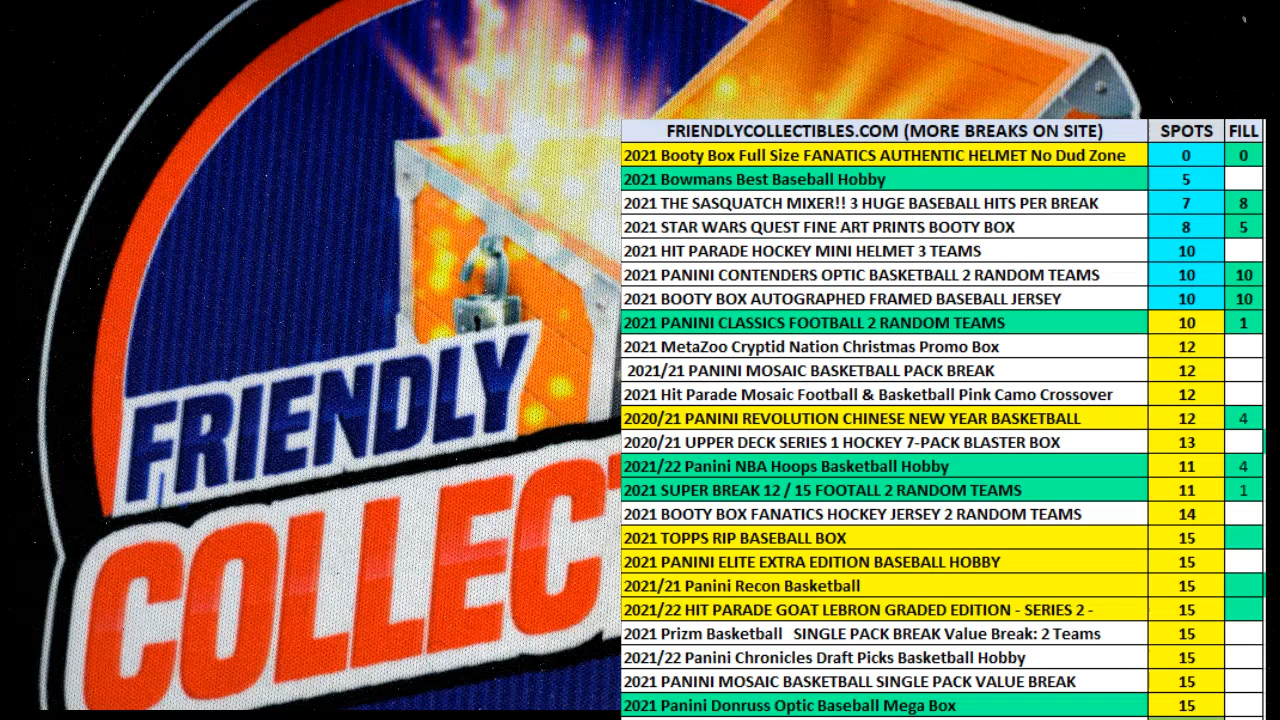 FRIENDLY
COLLEC
FRIENDLYCOLLECTIBLES.COM (MORE BREAKS ON SITE) SPOTS FILL
2021 Booty Box Full Size FANATICS AUTHENTIC HELMET No Dud Zone 0 0
2021 Bowmans Best Baseball Hobby 5
2021 THE SASQUATCH MIXER!! 3 HUGE BASEBALL HITS PER BREAK 7 8
2021 STAR WARS QUEST FINE ART PRINTS BOOTY BOX 8 5
2021 HIT PARADE HOCKEY MINI HELMET 3 TEAMS 10
2021 PANINI CONTENDERS OPTIC BASKETBALL 2 RANDOM TEAMS 10 10
2021 BOOTY BOX AUTOGRAPHED FRAMED BASEBALL JERSEY 10 10
2021 PANINI CLASSICS FOOTBALL 2 RANDOM TEAMS 10 1
2021 MetaZoo Cryptid Nation Christmas Promo Box 12
2021/21 PANINI MOSAIC BASKETBALL PACK BREAK 12
2021 Hit Parade Mosaic Football & Basketball Pink Camo Crossover 12
2020/21 PANINI REVOLUTION CHINESE NEW YEAR BASKETBALL 12 4
2020/21 UPPER DECK SERIES 1 HOCKEY 7-PACK BLASTER BOX 13
2021/22 Panini NBA Hoops Basketball Hobby 11 4
2021 SUPER BREAK 12 / 15 FOOTALL 2 RANDOM TEAMS 11 1
2021 BOOTY BOX FANATICS HOCKEY JERSEY 2 RANDOM TEAMS 14
2021 TOPPS RIP BASEBALL BOX 15
2021 PANINI ELITE EXTRA EDITION BASEBALL HOBBY 15
2021/21 Panini Recon Basketball 15
2021/22 HIT PARADE GOAT LEBRON GRADED EDITION - SERIES 2 - 15
2021 Prizm Basketball SINGLE PACK BREAK Value Break: 2 Teams 15
2021/22 Panini Chronicles Draft Picks Basketball Hobby 15
2021 PANINI MOSAIC BASKETBALL SINGLE PACK VALUE BREAK 15
2021 Panini Donruss Optic Baseball Mega Box 15